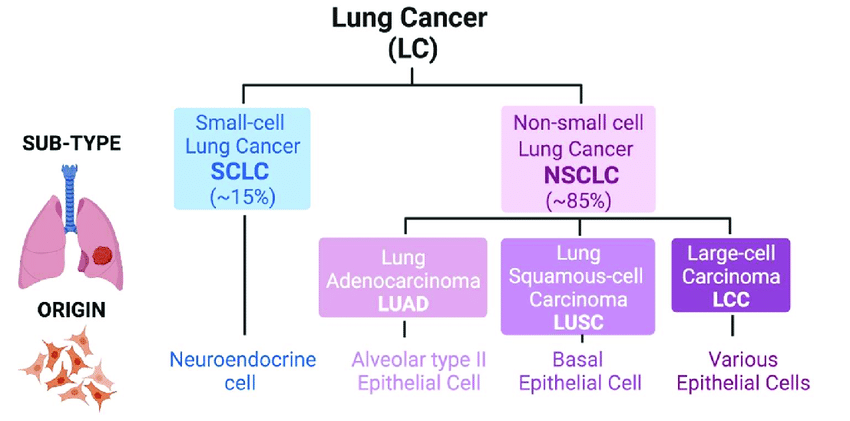 Lung Cancer
(LC)
Small-cell
Lung Cancer
SCLC
(~15%)
Non-small cell
Lung Cancer
NSCLC
(~85%)
SUB-TYPE
Lung
Adenocarcinoma
LUAD
Lung
Squamous-cell
Carcinoma
LUSC
Large-cell
Carcinoma
LCC
ORIGIN
Neuroendocrine
cell
Alveolar type II
Epithelial Cell
Basal
Epithelial Cell
Various
Epithelial Cells